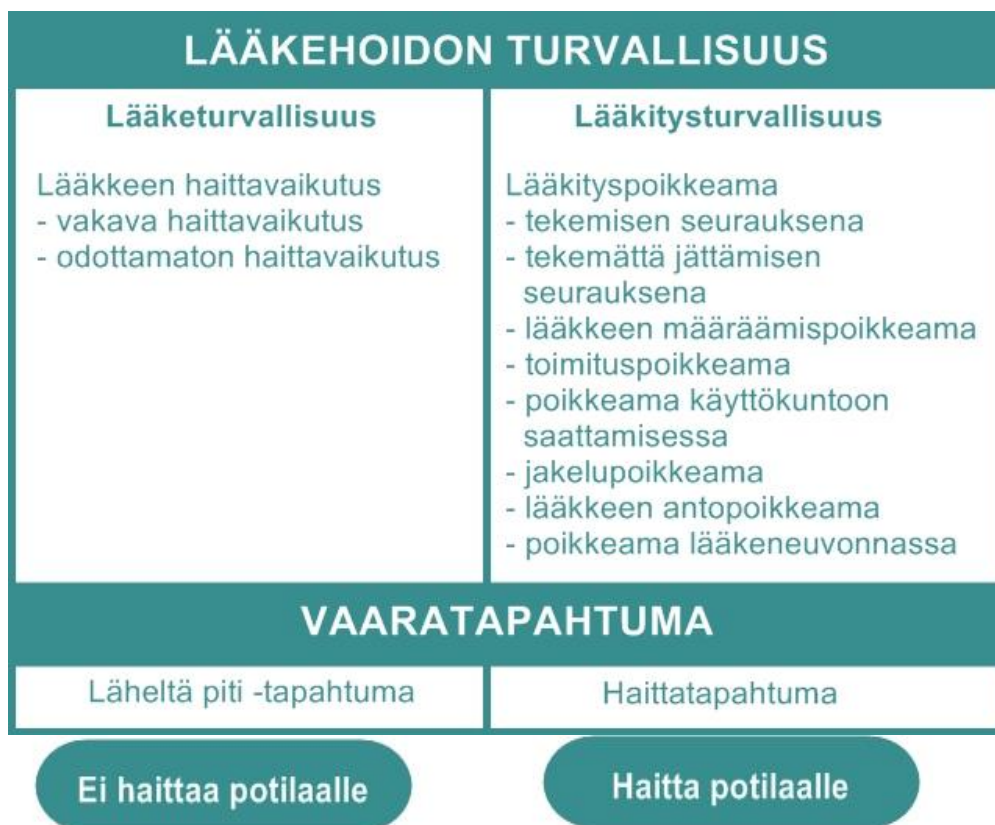 LÄÄKEHOIDON TURVALLISUUS
Lääketurvallisuus
Lääkkeen haittavaikutus
- vakava haittavaikutus
- odottamaton haittavaikutus
Lääkitysturvallisuus
Lääkityspoikkeama
- tekemisen seurauksena
- tekemättä jättämisen
seurauksena
- lääkkeen määräämispoikkeama
- toimituspoikkeama
- poikkeama käyttökuntoon
saattamisessa
- jakelupoikkeama
- lääkkeen antopoikkeama
- poikkeama lääkeneuvonnassa
VAARATAPAHTUMA
Läheltä piti -tapahtuma
Haittatapahtuma
Ei haittaa potilaalle
Haitta potilaalle